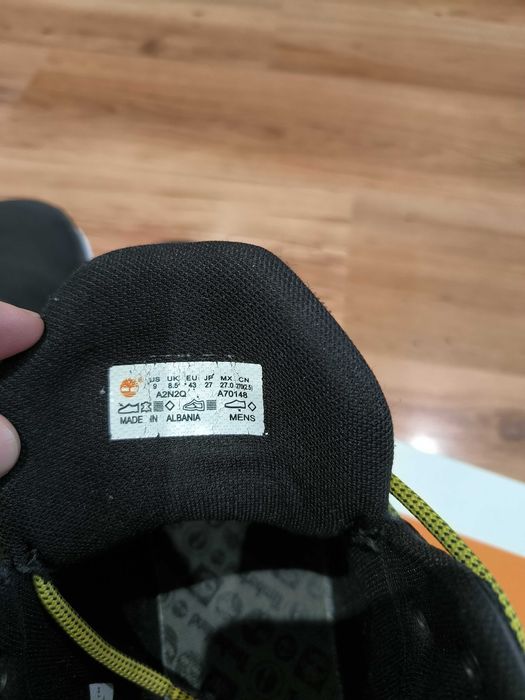 US UK EU JP MX CN
9 8.5 43 27 27.0 270(2.5)
A2N2Q A70148
MADE IN ALBANIA MENS